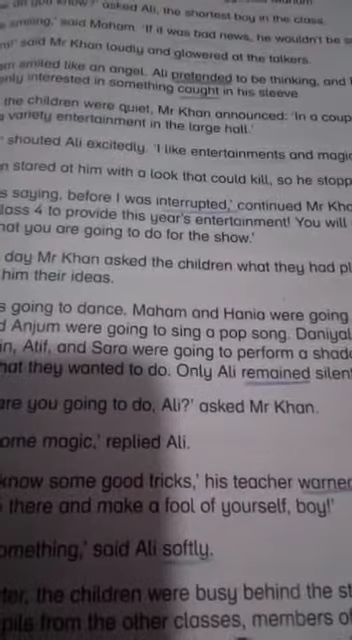 you know?' asked Ali, the shortest boy in the class.
smiling,' said Maham. 'If it was bad news, he wouldn't be s
said Mr Khan loudly and glowered at the talkers.
smiled like an angel. Ali pretended to be thinking, and
only interested in something caught in his sleeve
the children were quiet, Mr Khan announced: 'In a coup
variety entertainment in the large hall.'
shouted Ali excitedly. 'I like entertainments and magic
n stared at him with a look that could kill, so he stopp
s saying, before I was interrupted,' continued Mr Kha
lass 4 to provide this year's entertainment! You will
hat you are going to do for the show.'
day Mr Khan asked the children what they had pl
him their ideas.
s going to dance. Maham and Hania were going
d Anjum were going to sing a pop song. Daniyal
in, Atif, and Sara were going to perform a shado
hat they wanted to do. Only Ali remained silent
are you going to do, Ali?' asked Mr Khan.
ome magic,' replied Ali.
know some good tricks,' his teacher warned
there and make a fool of yourself, boy!'
omething,' said Ali softly.
ter, the children were busy behind the st
pils from the other classes, members of